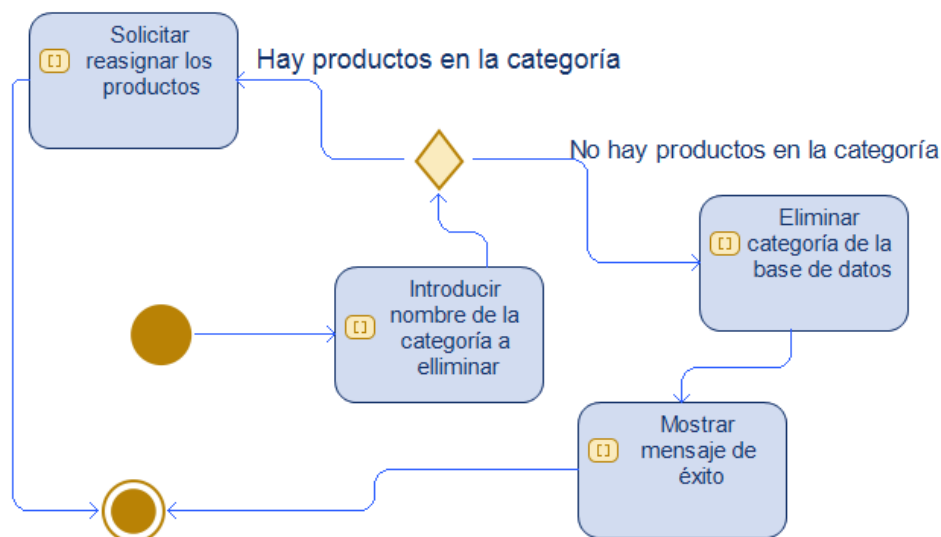 Solicitar
reasignar los
productos
Hay productos en la categoría
No hay productos en la categoría
Eliminar
categoría de la
base de datos
Introducir
nombre de la
categoría a
elliminar
Mostrar
mensaje de
éxito